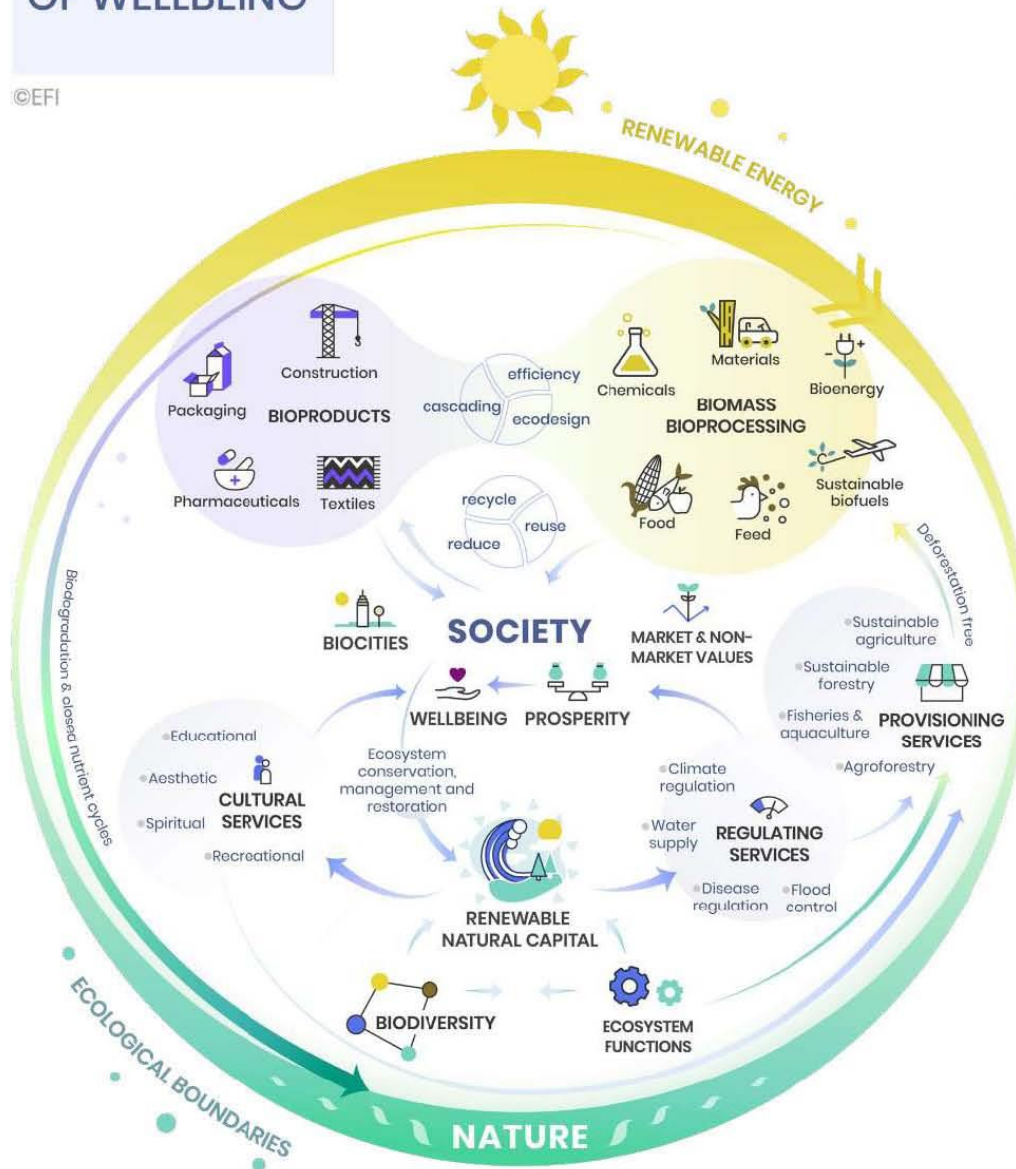 OF WELLBEING
©EFI
RENEWABLE ENERGY
Construction
Packaging
BIOPRODUCTS
Pharmaceuticals
Textiles
efficiency
cascading
ecodesign
recycle
reuse
reduce
Materials
Chemicals
Bioenergy
BIOMASS
BIOPROCESSING
Food
Feed
Sustainable
biofuels
Deforestation free
Biodogradation & olosed nutriont cycles
BIOCITIES
SOCIETY
MARKET & NON-
MARKET VALUES
WELLBEING
PROSPERITY
Sustainable
agriculture
Sustainable
forestry
Fisheries &
aquaculture
Agroforestry
PROVISIONING
SERVICES
Educational
Aesthetic
CULTURAL
SERVICES
Spiritual
Recreational
Ecosystem
conservation,
management and
restoration
Climate
regulation
Water
supply
REGULATING
SERVICES
Disease
regulation
Flood
control
RENEWABLE
NATURAL CAPITAL
BIODIVERSITY
ECOSYSTEM
FUNCTIONS
ECOLOGICAL BOUNDARIES
NATURE